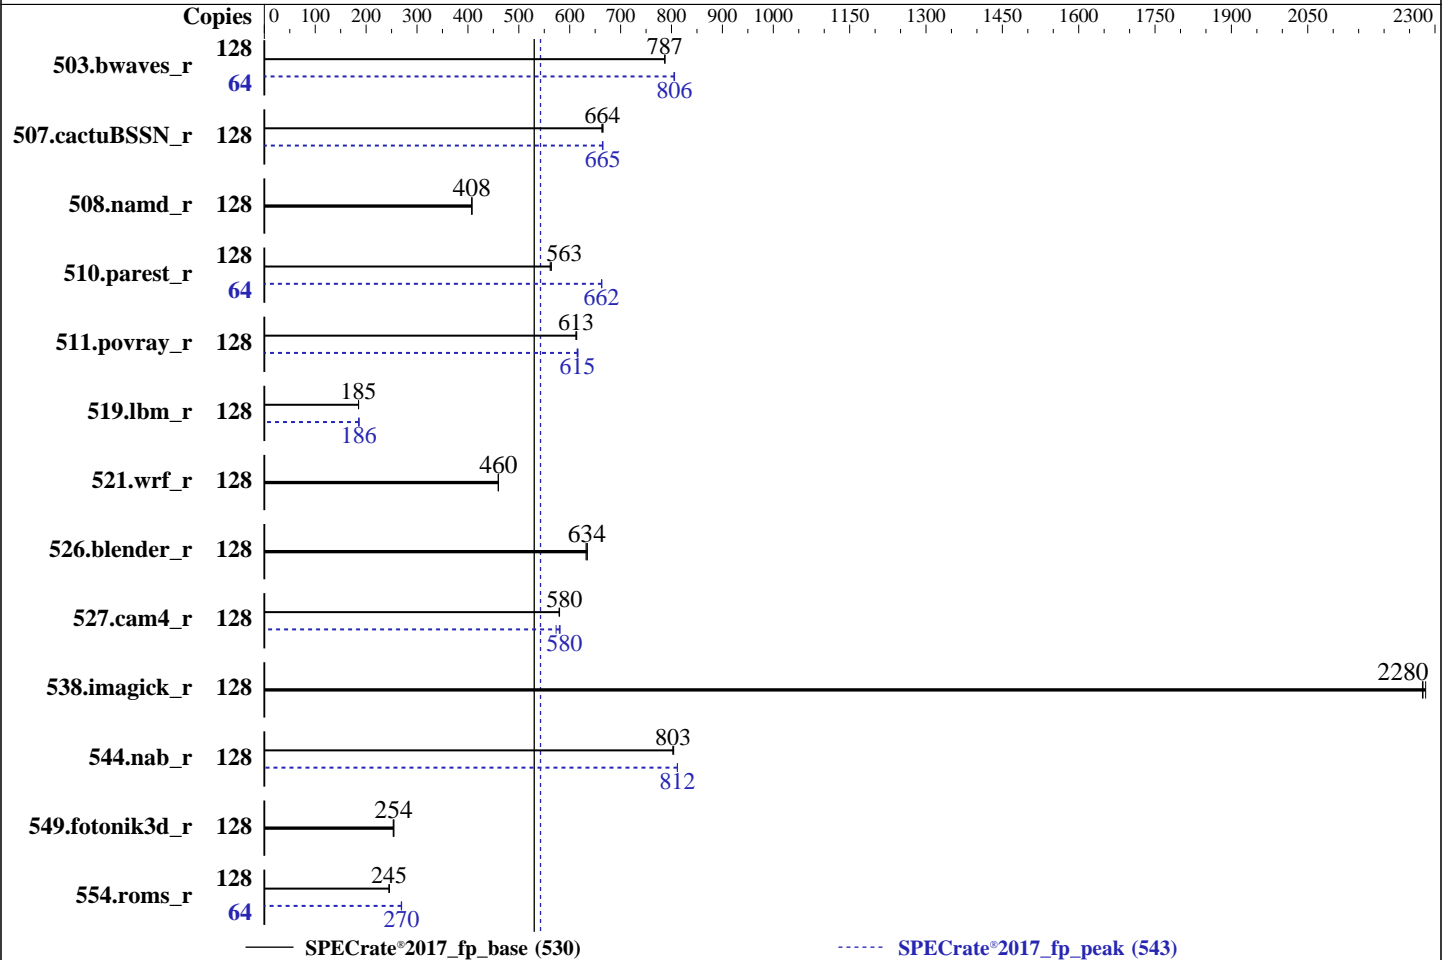 Copies 0 100 200 300 400 500 600 700 800 900 1000 1150 1300 1450 1600 1750 1900 2050 2300
503.bwaves_r 128 787
64 806
507.cactuBSSN_r 128 664
665
508.namd_r 128 408
510.parest_r 128 563
64 662
511.povray_r 128 613
615
519.lbm_r 128 185
186
521.wrf_r 128 460
526.blender_r 128 634
527.cam4_r 128 580
580
538.imagick_r 128 2280
544.nab_r 128 803
812
549.fotonik3d_r 128 254
554.roms_r 128 245
64 270
SPECrate®2017_fp_base (530) SPECrate®2017_fp_peak (543)